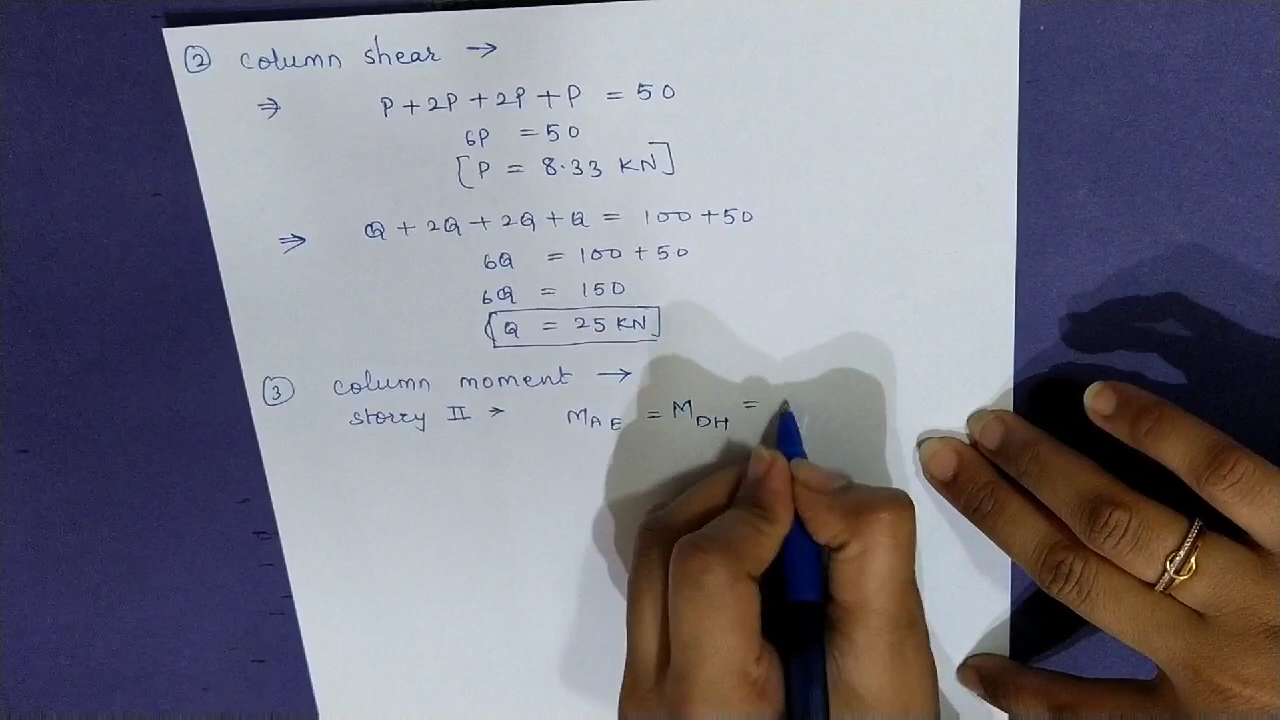 ② column shear →
⇒ P + 2P + 2P + P = 50
6P = 50
[P = 8.33 KN]
⇒ Q + 2Q + 2Q + Q = 100 + 50
6Q = 100 + 50
6Q = 150
[Q = 25 KN]
③ column moment →
storey II → MAE = MDH =